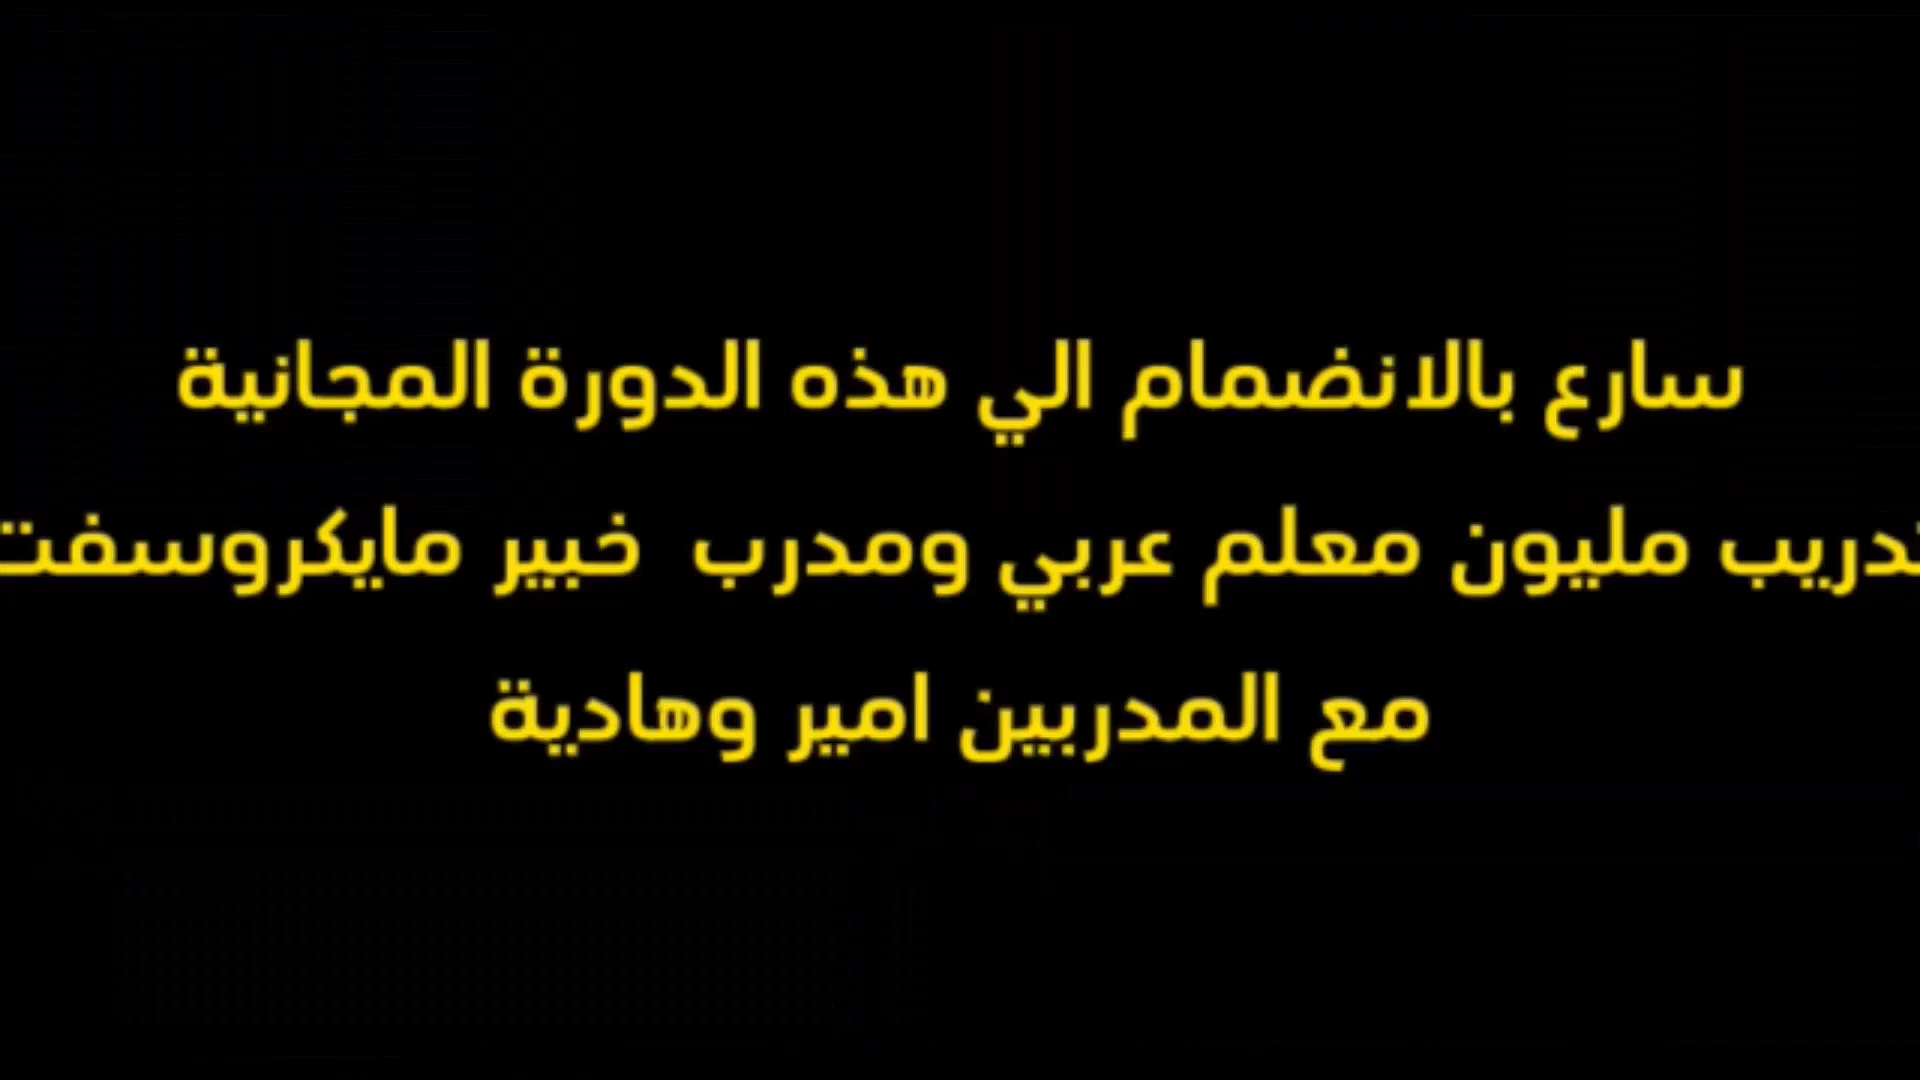 سارع بالانضمام الي هذه الدورة المجانية
تدريب مليون معلم عربي ومدرب خبير مايكروسفت
مع المدربين امير وهادية